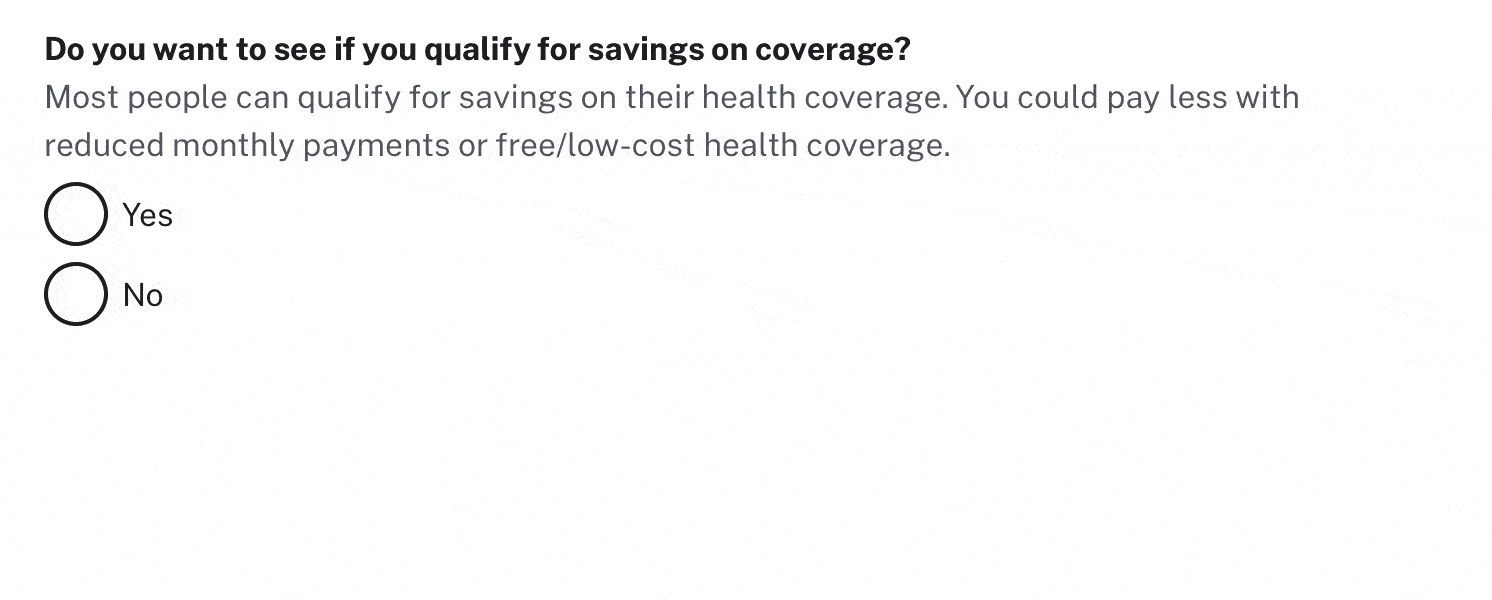 Do you want to see if you qualify for savings on coverage?
Most people can qualify for savings on their health coverage. You could pay less with
reduced monthly payments or free/low-cost health coverage.
Yes
No